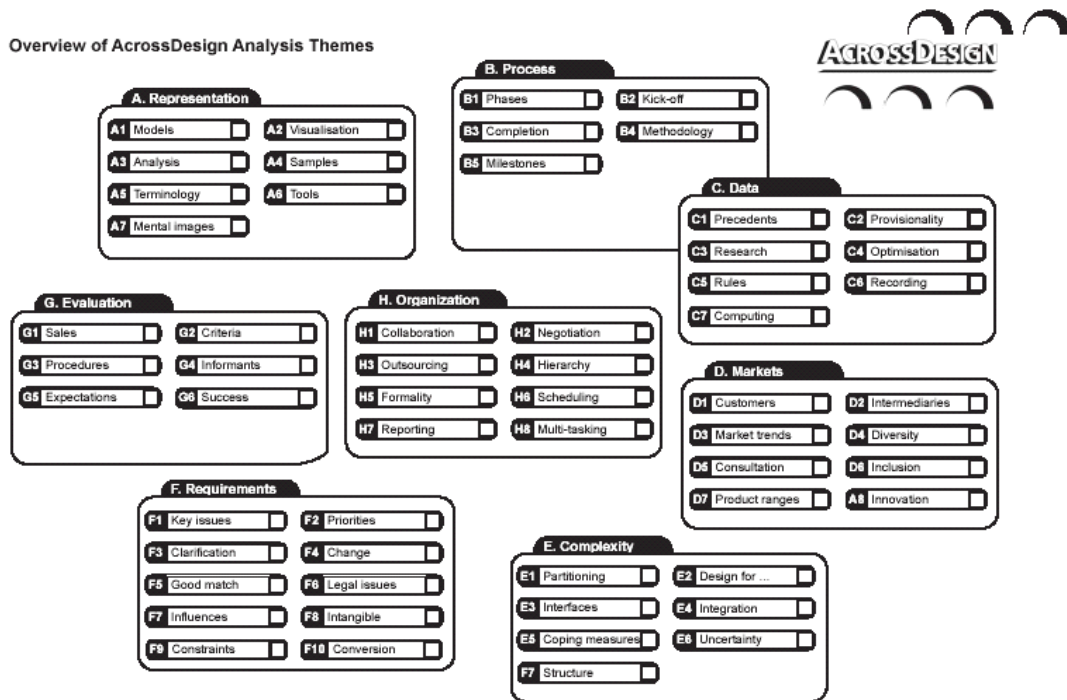 Overview of AcrossDesign Analysis Themes
ACROSSDESIGN
A. Representation
A1 Models
A2 Visualisation
A3 Analysis
A4 Samples
A5 Terminology
A6 Tools
A7 Mental images
B. Process
B1 Phases
B2 Kick-off
B3 Completion
B4 Methodology
B5 Milestones
C. Data
C1 Precedents
C2 Provisionality
C3 Research
C4 Optimisation
C5 Rules
C6 Recording
C7 Computing
G. Evaluation
G1 Sales
G2 Criteria
G3 Procedures
G4 Informants
G5 Expectations
G6 Success
H. Organization
H1 Collaboration
H2 Negotiation
H3 Outsourcing
H4 Hierarchy
H5 Formality
H6 Scheduling
H7 Reporting
H8 Multi-tasking
D. Markets
D1 Customers
D2 Intermediaries
D3 Market trends
D4 Diversity
D5 Consultation
D6 Inclusion
D7 Product ranges
A8 Innovation
F. Requirements
F1 Key issues
F2 Priorities
F3 Clarification
F4 Change
F5 Good match
F6 Legal issues
F7 Influences
F8 Intangible
F9 Constraints
F10 Conversion
E. Complexity
E1 Partitioning
E2 Design for ...
E3 Interfaces
E4 Integration
E5 Coping measures
E6 Uncertainty
F7 Structure